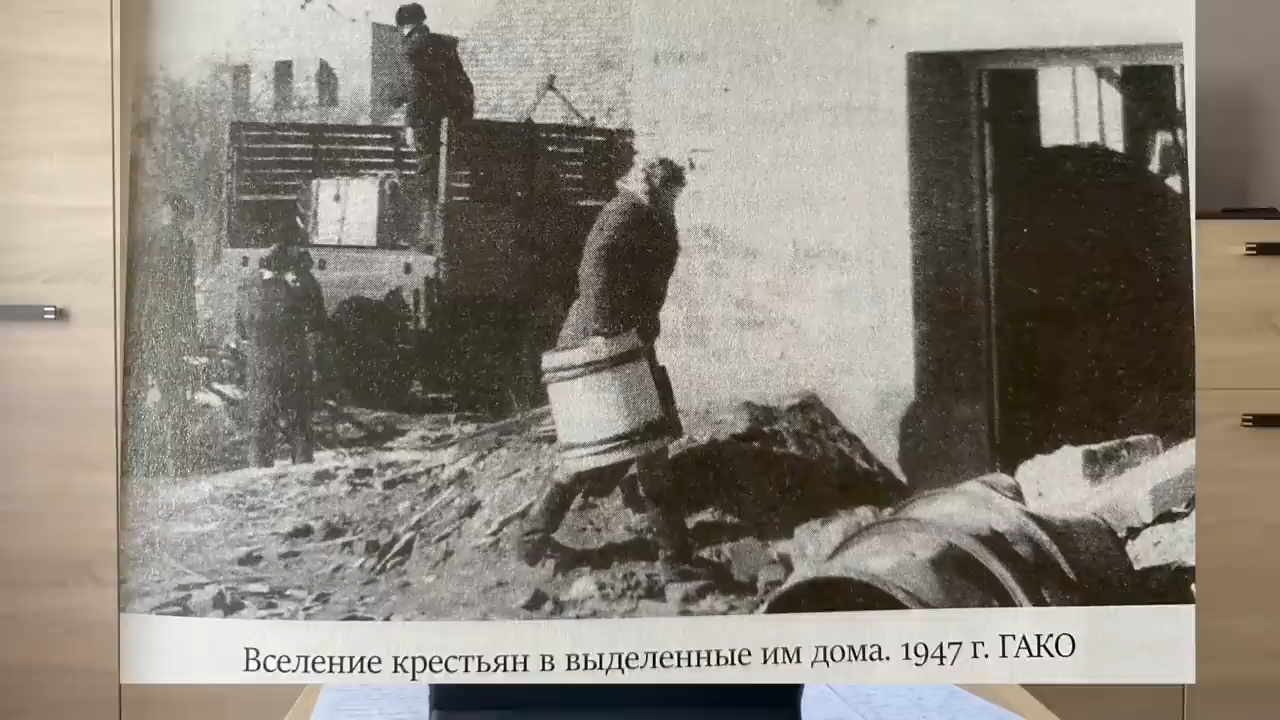 Вселение крестьян в выделенные им дома. 1947 г. ГАКО